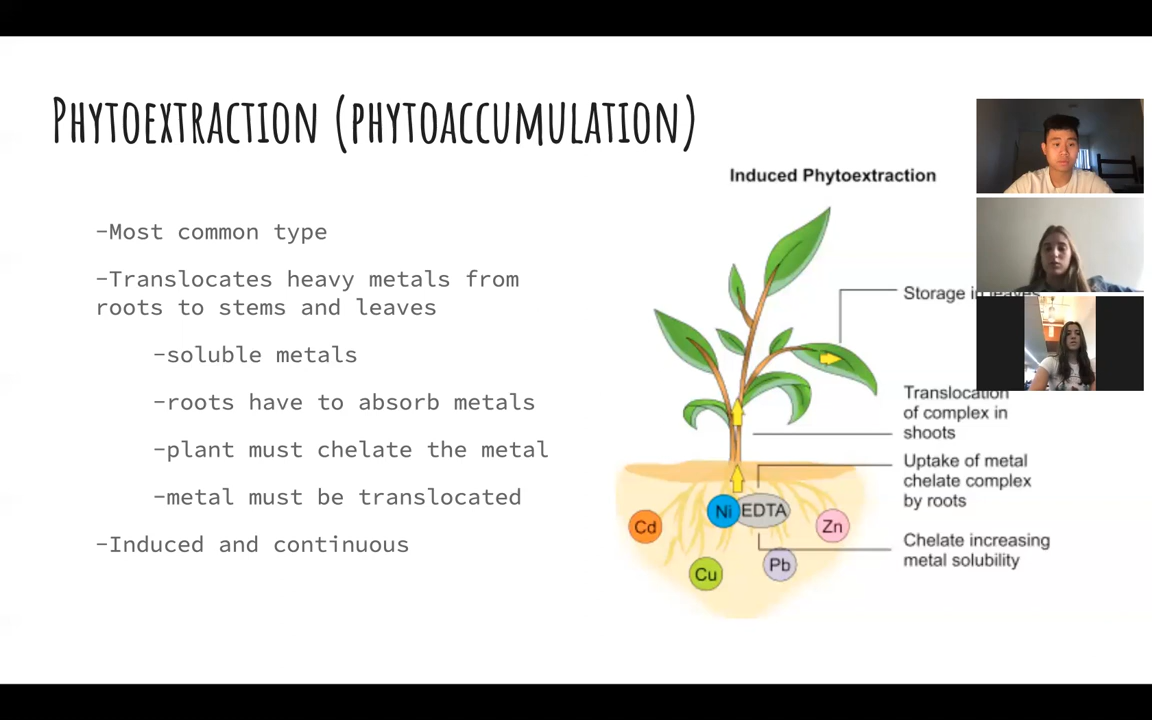 Phytoextraction (phytoaccumulation)
-Most common type
-Translocates heavy metals from
roots to stems and leaves
-soluble metals
-roots have to absorb metals
-plant must chelate the metal
-metal must be translocated
-Induced and continuous
Induced Phytoextraction
Storage in leaves
Translocation
of complex in
shoots
Uptake of metal
chelate complex
by roots
Chelate increasing
metal solubility
Cd
Ni
EDTA
Zn
Cu
Pb